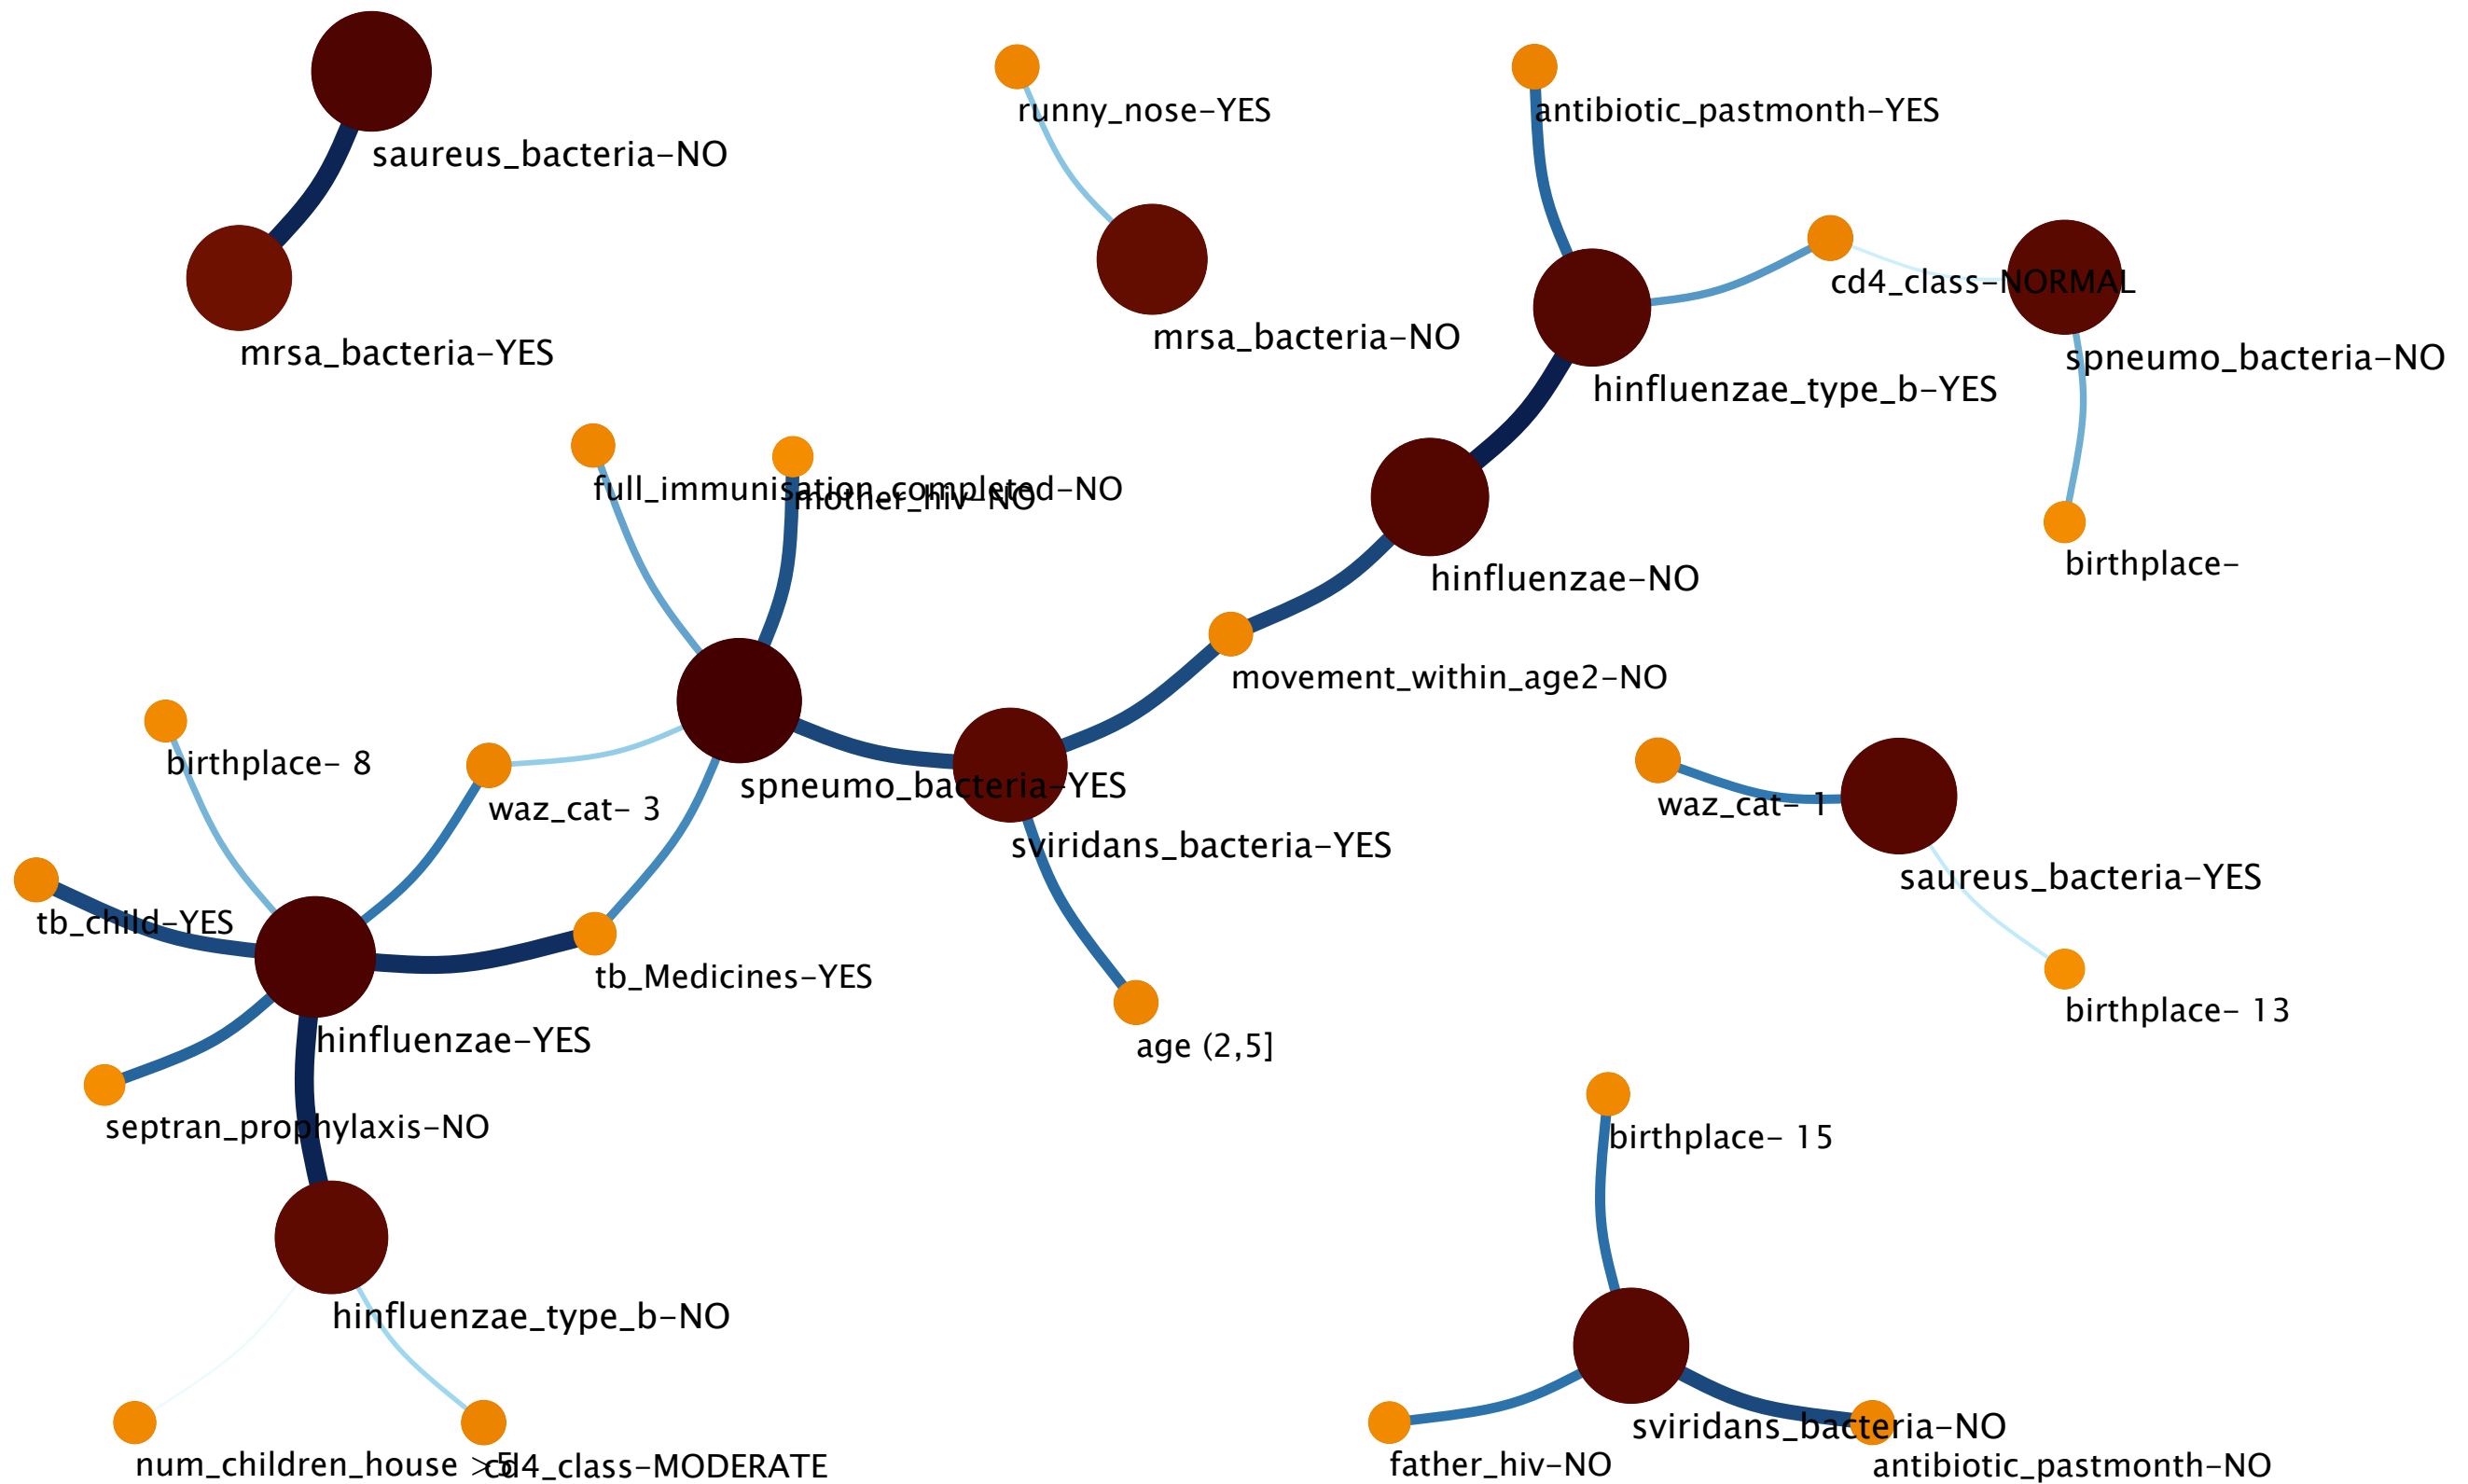 runny_nose-YES
antibiotic_pastmonth-YES
saureus_bacteria-NO
cd4_class-NORMAL
mrsa_bacteria-NO
mrsa_bacteria-YES
spneumo_bacteria-NO
hinfluenzae_type_b-YES
full_immunisation_completed-NO
mother_hiv-NO
birthplace-
hinfluenzae-NO
movement_within_age2-NO
birthplace- 8
spneumo_bacteria-YES
waz_cat- 3
waz_cat- 1
sviridans_bacteria-YES
saureus_bacteria-YES
tb_child-YES
tb_Medicines-YES
birthplace- 13
hinfluenzae-YES
age (2,5]
septran_prophylaxis-NO
birthplace- 15
hinfluenzae_type_b-NO
sviridans_bacteria-NO
num_children_house >5
cd4_class-MODERATE
father_hiv-NO
antibiotic_pastmonth-NO